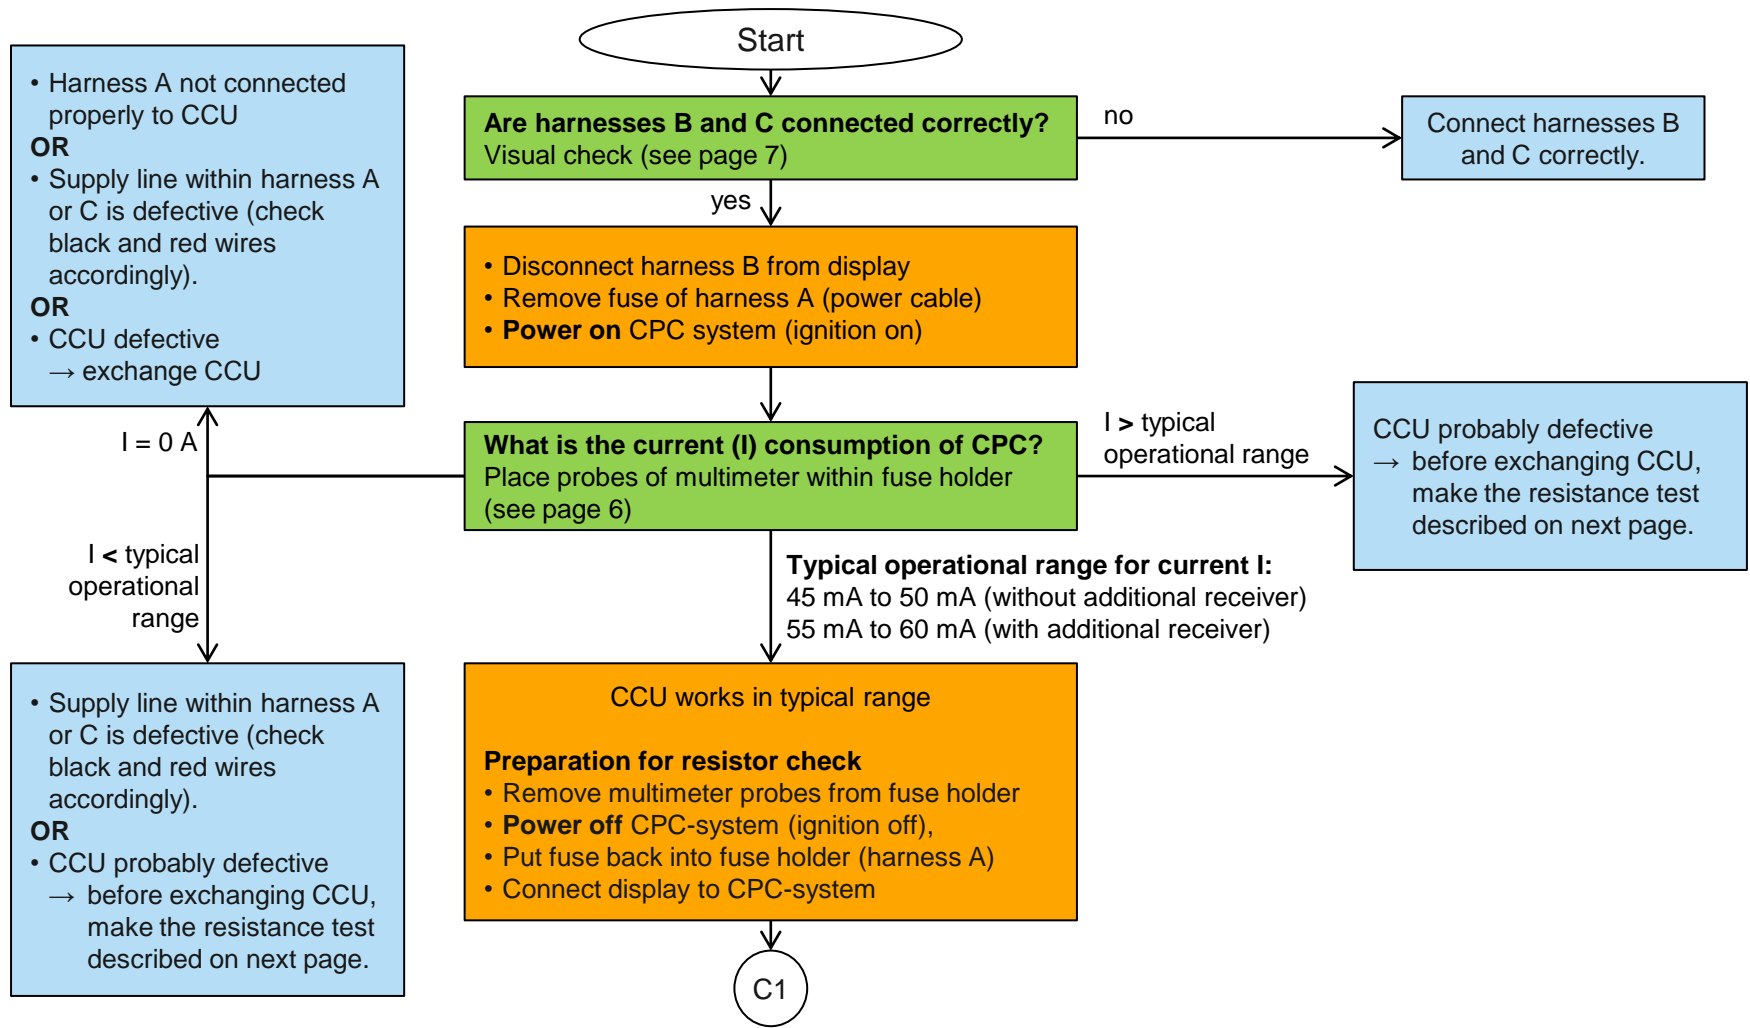 Start
• Harness A not connected
properly to CCU
OR
• Supply line within harness A
or C is defective (check
black and red wires
accordingly).
OR
• CCU defective
→ exchange CCU
Are harnesses B and C connected correctly?
Visual check (see page 7)
no
Connect harnesses B
and C correctly.
yes
• Disconnect harness B from display
• Remove fuse of harness A (power cable)
• Power on CPC system (ignition on)
I = 0 A
What is the current (I) consumption of CPC?
Place probes of multimeter within fuse holder
(see page 6)
I > typical
operational range
CCU probably defective
→ before exchanging CCU,
make the resistance test
described on next page.
I < typical
operational
range
Typical operational range for current I:
45 mA to 50 mA (without additional receiver)
55 mA to 60 mA (with additional receiver)
• Supply line within harness A
or C is defective (check
black and red wires
accordingly).
OR
• CCU probably defective
→ before exchanging CCU,
make the resistance test
described on next page.
CCU works in typical range
Preparation for resistor check
• Remove multimeter probes from fuse holder
• Power off CPC-system (ignition off),
• Put fuse back into fuse holder (harness A)
• Connect display to CPC-system
C1